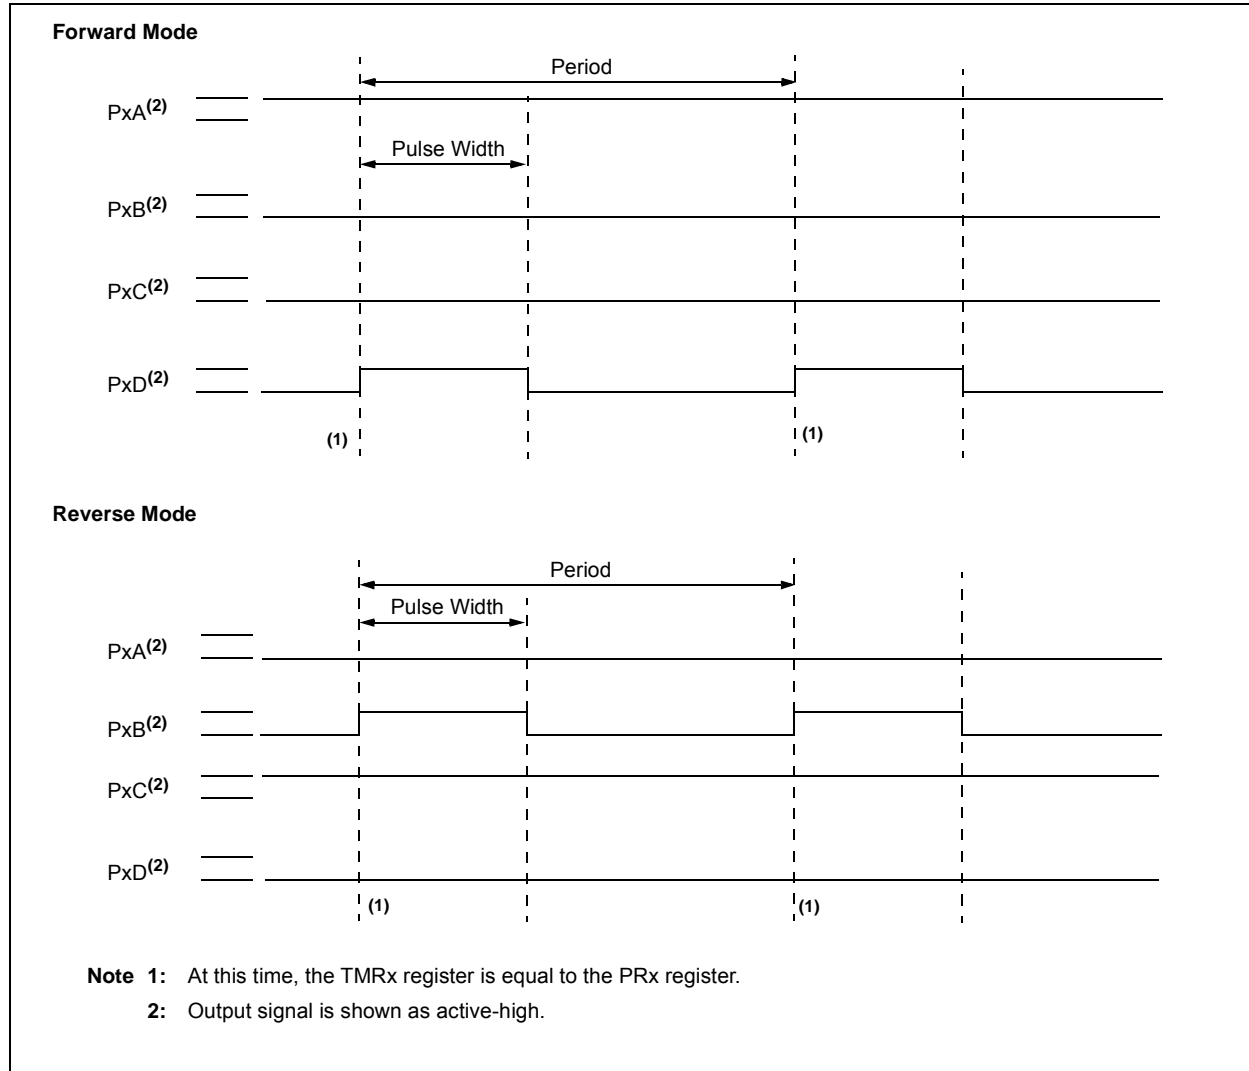 Forward Mode
Period
PxA(2)
Pulse Width
PxB(2)
PxC(2)
PxD(2)
(1)
(1)
Reverse Mode
Period
Pulse Width
PxA(2)
PxB(2)
PxC(2)
PxD(2)
(1)
(1)
Note 1: At this time, the TMRx register is equal to the PRx register.
2: Output signal is shown as active-high.